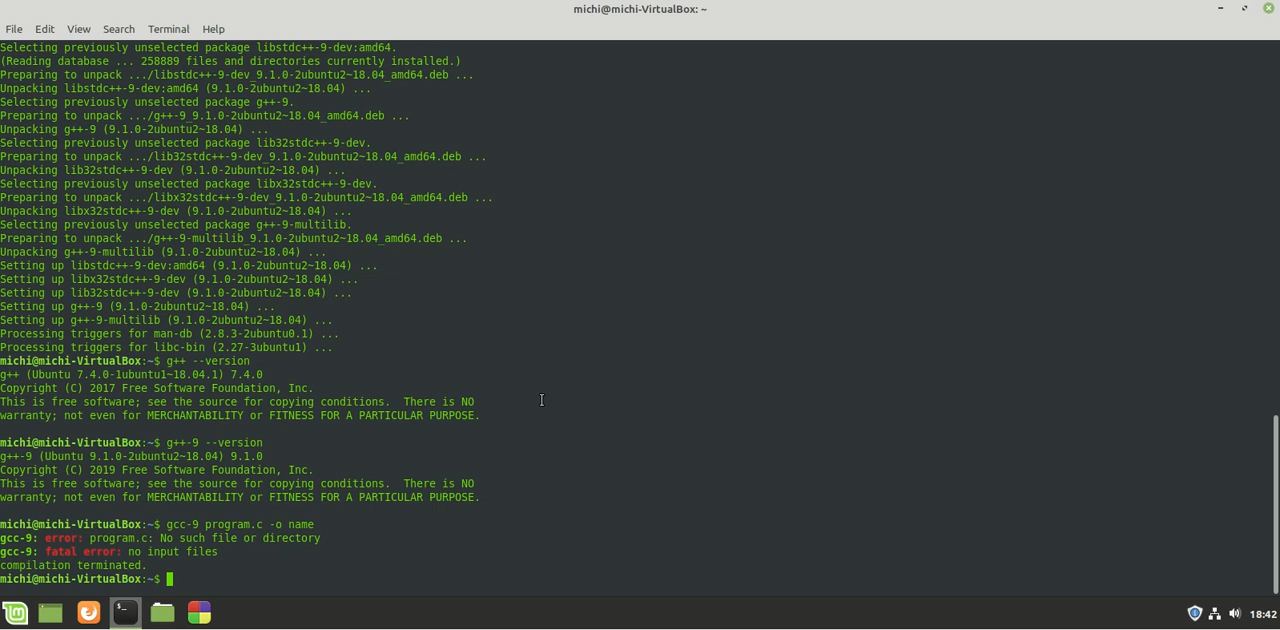 michi@michi-VirtualBox: ~
File Edit View Search Terminal Help
Selecting previously unselected package libstdc++-9-dev:amd64.
(Reading database ... 258889 files and directories currently installed.)
Preparing to unpack .../libstdc++-9-dev_9.1.0-2ubuntu2~18.04_amd64.deb ...
Unpacking libstdc++-9-dev:amd64 (9.1.0-2ubuntu2~18.04) ...
Selecting previously unselected package g++-9.
Preparing to unpack .../g++-9_9.1.0-2ubuntu2~18.04_amd64.deb ...
Unpacking g++-9 (9.1.0-2ubuntu2~18.04) ...
Selecting previously unselected package lib32stdc++-9-dev.
Preparing to unpack .../lib32stdc++-9-dev_9.1.0-2ubuntu2~18.04_amd64.deb ...
Unpacking lib32stdc++-9-dev (9.1.0-2ubuntu2~18.04) ...
Selecting previously unselected package libx32stdc++-9-dev.
Preparing to unpack .../libx32stdc++-9-dev_9.1.0-2ubuntu2~18.04_amd64.deb ...
Unpacking libx32stdc++-9-dev (9.1.0-2ubuntu2~18.04) ...
Selecting previously unselected package g++-9-multilib.
Preparing to unpack .../g++-9-multilib_9.1.0-2ubuntu2~18.04_amd64.deb ...
Unpacking g++-9-multilib (9.1.0-2ubuntu2~18.04) ...
Setting up libstdc++-9-dev:amd64 (9.1.0-2ubuntu2~18.04) ...
Setting up libx32stdc++-9-dev (9.1.0-2ubuntu2~18.04) ...
Setting up lib32stdc++-9-dev (9.1.0-2ubuntu2~18.04) ...
Setting up g++-9 (9.1.0-2ubuntu2~18.04) ...
Setting up g++-9-multilib (9.1.0-2ubuntu2~18.04) ...
Processing triggers for man-db (2.8.3-2ubuntu0.1) ...
Processing triggers for libc-bin (2.27-3ubuntu1) ...
michi@michi-VirtualBox:~$ g++ --version
g++ (Ubuntu 7.4.0-1ubuntu1~18.04.1) 7.4.0
Copyright (C) 2017 Free Software Foundation, Inc.
This is free software; see the source for copying conditions.  There is NO
warranty; not even for MERCHANTABILITY or FITNESS FOR A PARTICULAR PURPOSE.
michi@michi-VirtualBox:~$ g++-9 --version
g++-9 (Ubuntu 9.1.0-2ubuntu2~18.04) 9.1.0
Copyright (C) 2019 Free Software Foundation, Inc.
This is free software; see the source for copying conditions.  There is NO
warranty; not even for MERCHANTABILITY or FITNESS FOR A PARTICULAR PURPOSE.
michi@michi-VirtualBox:~$ gcc-9 program.c -o name
gcc-9: error: program.c: No such file or directory
gcc-9: fatal error: no input files
compilation terminated.
michi@michi-VirtualBox:~$
18:42